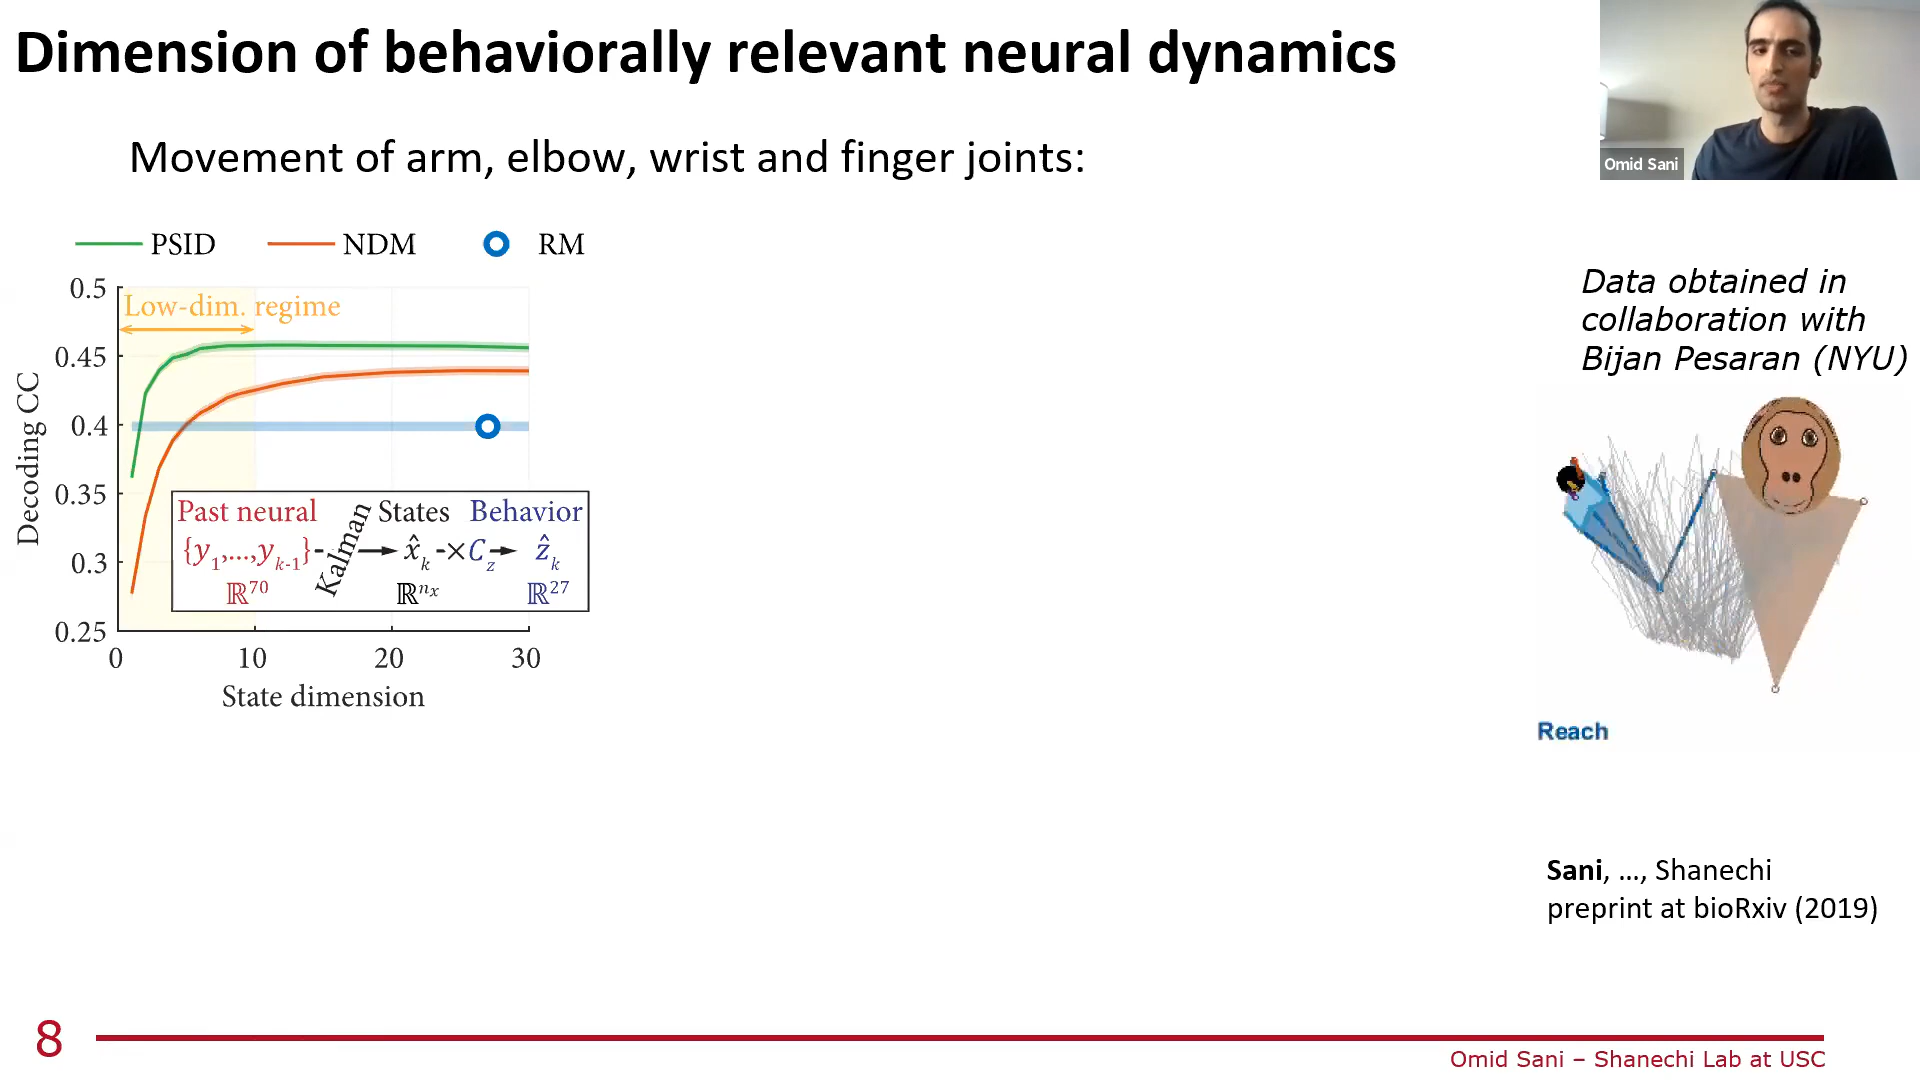 Dimension of behaviorally relevant neural dynamics
Omid Sani
Movement of arm, elbow, wrist and finger joints:
PSID NDM RM
0.5
0.45
0.4
0.35
0.3
0.25
Decoding CC
Low-dim. regime
Past neural States Behavior
{y₁,...,yₖ₋₁} Kalman x̂ₖ ×C_z ẑₖ
ℝ⁷⁰ ℝⁿˣ ℝ²⁷
0 10 20 30
State dimension
Data obtained in
collaboration with
Bijan Pesaran (NYU)
Reach
Sani, ..., Shanechi
preprint at bioRxiv (2019)
8
Omid Sani – Shanechi Lab at USC